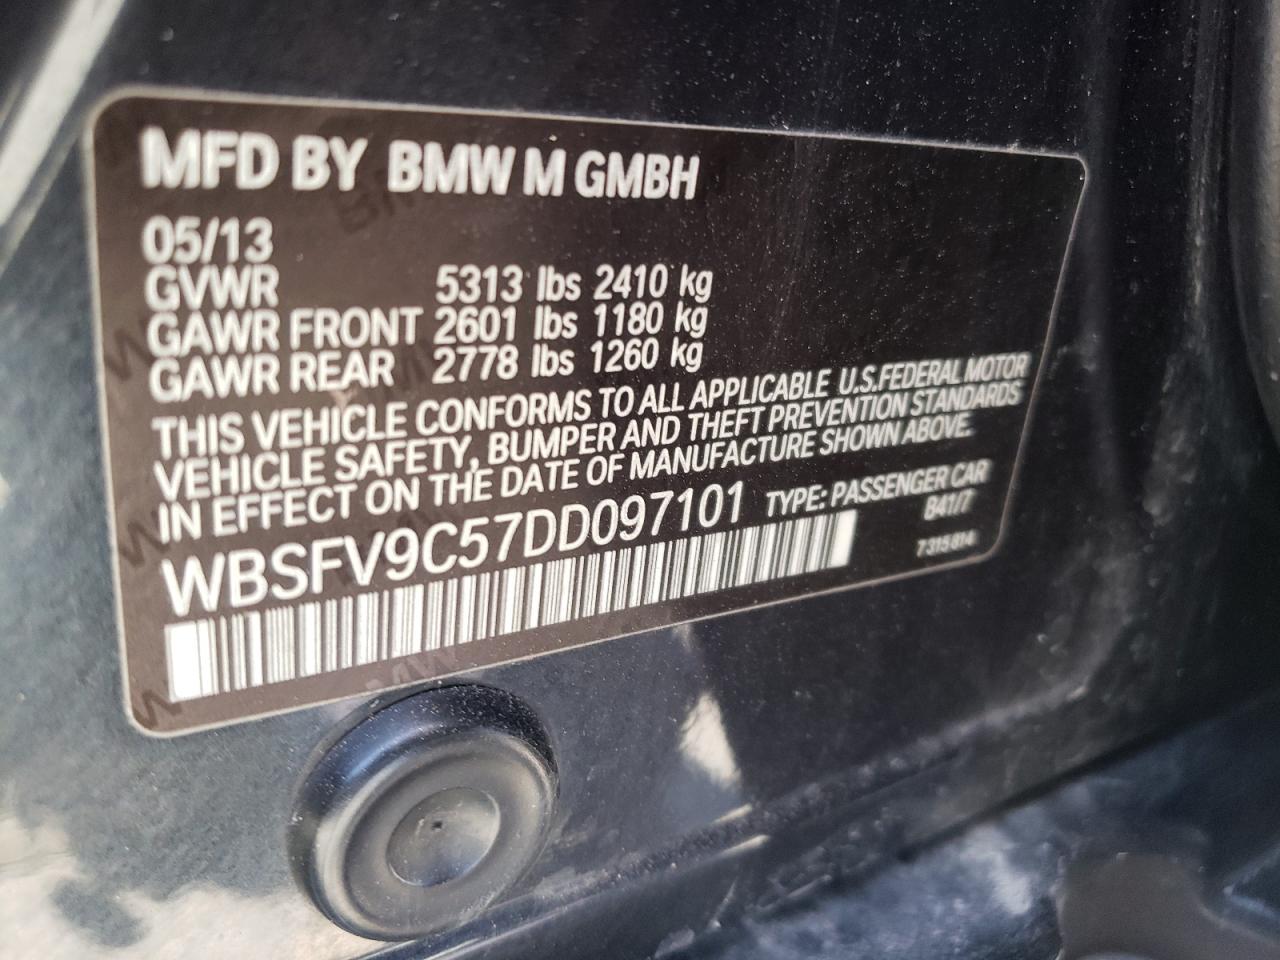 MFD BY BMW M GMBH
05/13
GVWR 5313 lbs 2410 kg
GAWR FRONT 2601 lbs 1180 kg
GAWR REAR 2778 lbs 1260 kg
THIS VEHICLE CONFORMS TO ALL APPLICABLE U.S.FEDERAL MOTOR
VEHICLE SAFETY, BUMPER AND THEFT PREVENTION STANDARDS
IN EFFECT ON THE DATE OF MANUFACTURE SHOWN ABOVE.
WBSFV9C57DD097101 TYPE: PASSENGER CAR
B41/7
7315814